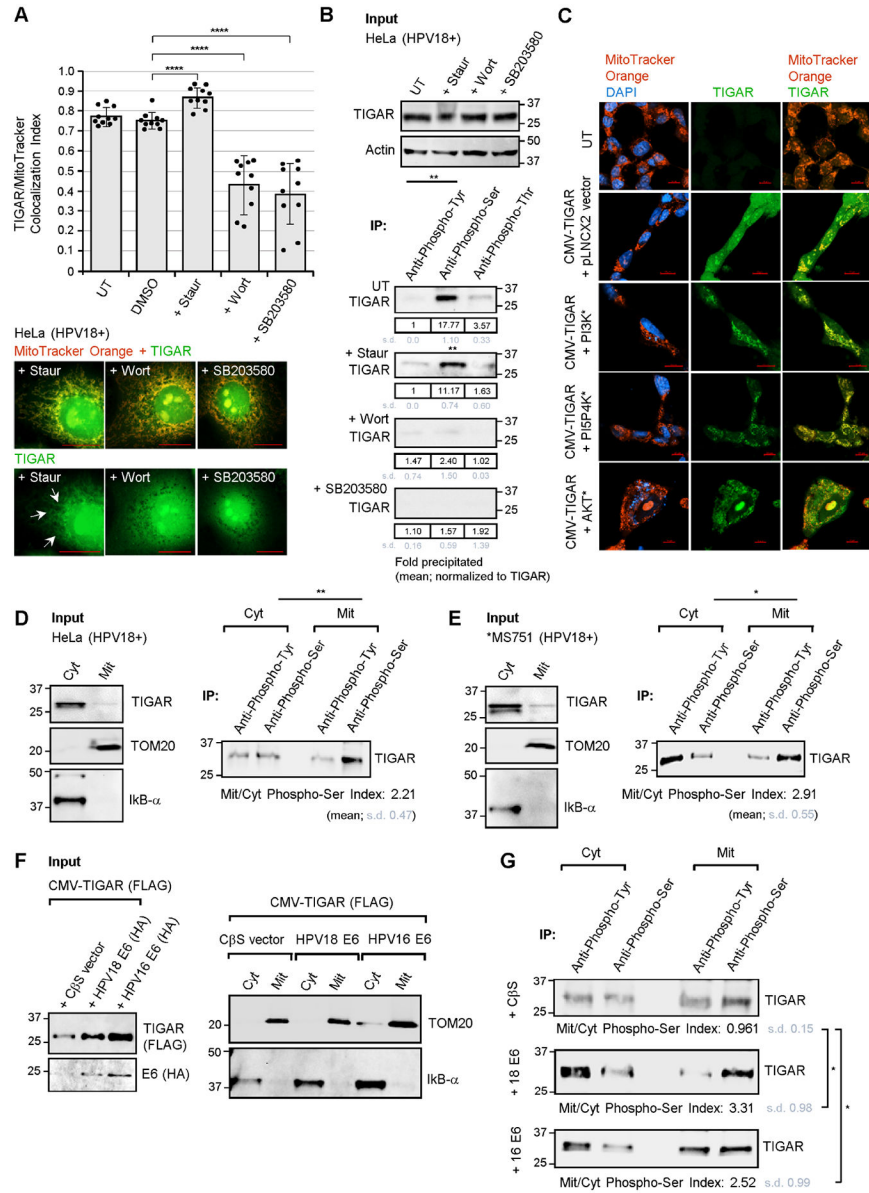 A
****
****
****
TIGAR/MitoTracker
Colocalization Index
1.0
0.9
0.8
0.7
0.6
0.5
0.4
0.3
0.2
0.1
0
UT
DMSO
+ Staur
+ Wort
+ SB203580
HeLa (HPV18+)
MitoTracker Orange + TIGAR
+ Staur
+ Wort
+ SB203580
TIGAR
+ Staur
+ Wort
+ SB203580
B
Input
HeLa (HPV18+)
UT
+ Staur
+ Wort
+ SB203580
TIGAR
37
25
Actin
50
37
**
IP:
Anti-Phospho-Tyr
Anti-Phospho-Ser
Anti-Phospho-Thr
UT
TIGAR
37
25
1 17.77 3.57
s.d. 0.0 1.10 0.33
+ Staur
TIGAR
**
37
25
1 11.17 1.63
s.d. 0.0 0.74 0.60
+ Wort
TIGAR
37
25
1.47 2.40 1.02
s.d. 0.74 1.50 0.03
+ SB203580
TIGAR
37
25
1.10 1.57 1.92
s.d. 0.16 0.59 1.39
Fold precipitated
(mean; normalized to TIGAR)
C
MitoTracker
Orange
DAPI
TIGAR
MitoTracker
Orange
TIGAR
UT
CMV-TIGAR
+ pLNCX2 vector
CMV-TIGAR
+ PI3K*
CMV-TIGAR
+ PI5P4K*
CMV-TIGAR
+ AKT*
D
Input
HeLa (HPV18+)
Cyt
Mit
37
25
TIGAR
20
TOM20
50
37
IkB-α
**
Cyt
Mit
IP:
Anti-Phospho-Tyr
Anti-Phospho-Ser
Anti-Phospho-Tyr
Anti-Phospho-Ser
37
25
TIGAR
Mit/Cyt Phospho-Ser Index: 2.21
(mean; s.d. 0.47)
E
Input
*MS751 (HPV18+)
Cyt
Mit
37
25
TIGAR
20
TOM20
50
37
IkB-α
*
Cyt
Mit
IP:
Anti-Phospho-Tyr
Anti-Phospho-Ser
Anti-Phospho-Tyr
Anti-Phospho-Ser
37
25
TIGAR
Mit/Cyt Phospho-Ser Index: 2.91
(mean; s.d. 0.55)
F
Input
CMV-TIGAR (FLAG)
+ CβS vector
+ HPV18 E6 (HA)
+ HPV16 E6 (HA)
37
25
TIGAR
(FLAG)
25
E6 (HA)
CMV-TIGAR (FLAG)
CβS vector
HPV18 E6
HPV16 E6
Cyt
Mit
Cyt
Mit
Cyt
Mit
20
TOM20
50
37
IkB-α
G
Cyt
Mit
IP:
Anti-Phospho-Tyr
Anti-Phospho-Ser
Anti-Phospho-Tyr
Anti-Phospho-Ser
+ CβS
37
25
TIGAR
Mit/Cyt Phospho-Ser Index: 0.961 s.d. 0.15
+ 18 E6
37
25
TIGAR
Mit/Cyt Phospho-Ser Index: 3.31 s.d. 0.98
*
*
+ 16 E6
37
25
TIGAR
Mit/Cyt Phospho-Ser Index: 2.52 s.d. 0.99